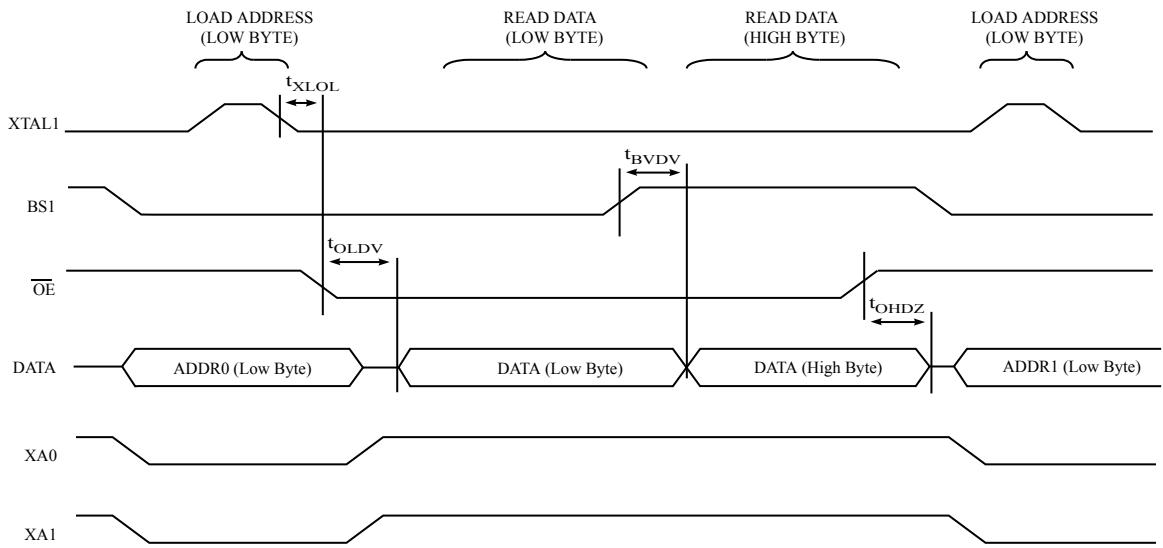 LOAD ADDRESS
(LOW BYTE)
READ DATA
(LOW BYTE)
READ DATA
(HIGH BYTE)
LOAD ADDRESS
(LOW BYTE)
tXLOL
XTAL1
tBVDV
BS1
tOLDV
OE
tOHDZ
DATA
ADDR0 (Low Byte)
DATA (Low Byte)
DATA (High Byte)
ADDR1 (Low Byte)
XA0
XA1